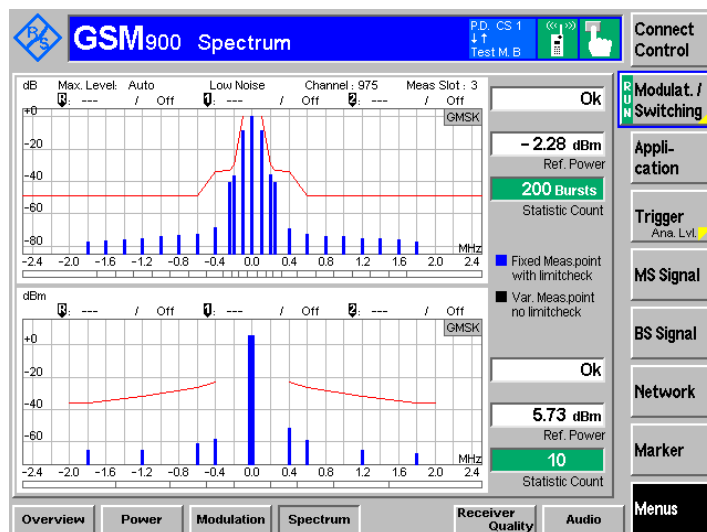 R&S
GSM900 Spectrum
P.D. CS 1
Test M. B
Connect
Control
dB Max. Level: Auto Low Noise Channel : 975 Meas Slot : 3
R: --- / Off 1: --- / Off 2: --- / Off
GMSK
+0
-20
-40
-60
-80
MHz
-2.4 -2.0 -1.6 -1.2 -0.8 -0.4 0.0 0.4 0.8 1.2 1.6 2.0 2.4
Ok
-2.28 dBm
Ref. Power
200 Bursts
Statistic Count
Fixed Meas.point
with limitcheck
Var. Meas.point
no limitcheck
dBm
R: --- / Off 1: --- / Off 2: --- / Off
GMSK
+0
-20
-40
-60
MHz
-2.4 -2.0 -1.6 -1.2 -0.8 -0.4 0.0 0.4 0.8 1.2 1.6 2.0 2.4
Ok
5.73 dBm
Ref. Power
10
Statistic Count
RUN
Modulat. /
Switching
Appli-
cation
Trigger
Ana. Lvl.
MS Signal
BS Signal
Network
Marker
Menus
Overview
Power
Modulation
Spectrum
Receiver
Quality
Audio